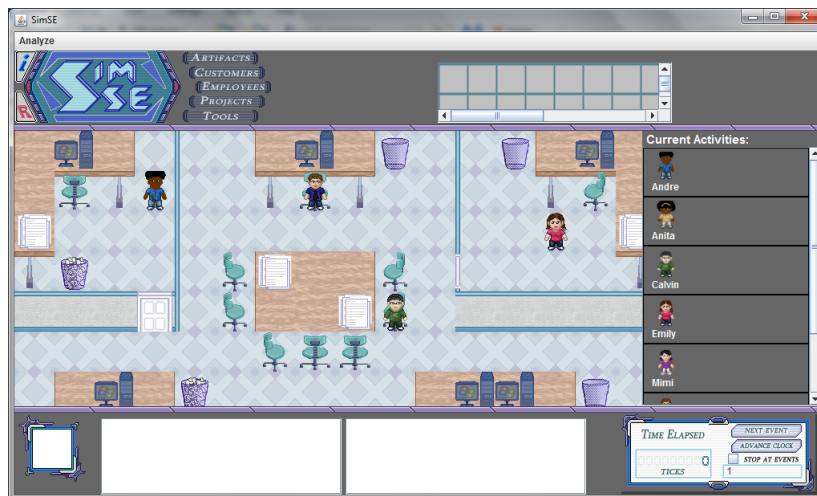 SimSE
Analyze
i
SIMSE
R
ARTIFACTS
CUSTOMERS
EMPLOYEES
PROJECTS
TOOLS
Current Activities:
Andre
Anita
Calvin
Emily
Mimi
TIME ELAPSED
0
TICKS
NEXT EVENT
ADVANCE CLOCK
STOP AT EVENTS
1